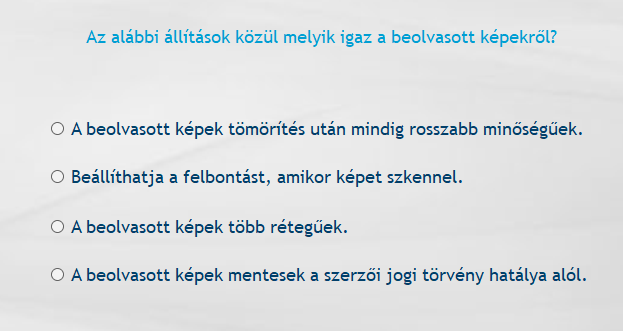 Az alábbi állítások közül melyik igaz a beolvasott képekről?
A beolvasott képek tömörítés után mindig rosszabb minőségűek.
Beállíthatja a felbontást, amikor képet szkennel.
A beolvasott képek több rétegűek.
A beolvasott képek mentesek a szerzői jogi törvény hatálya alól.